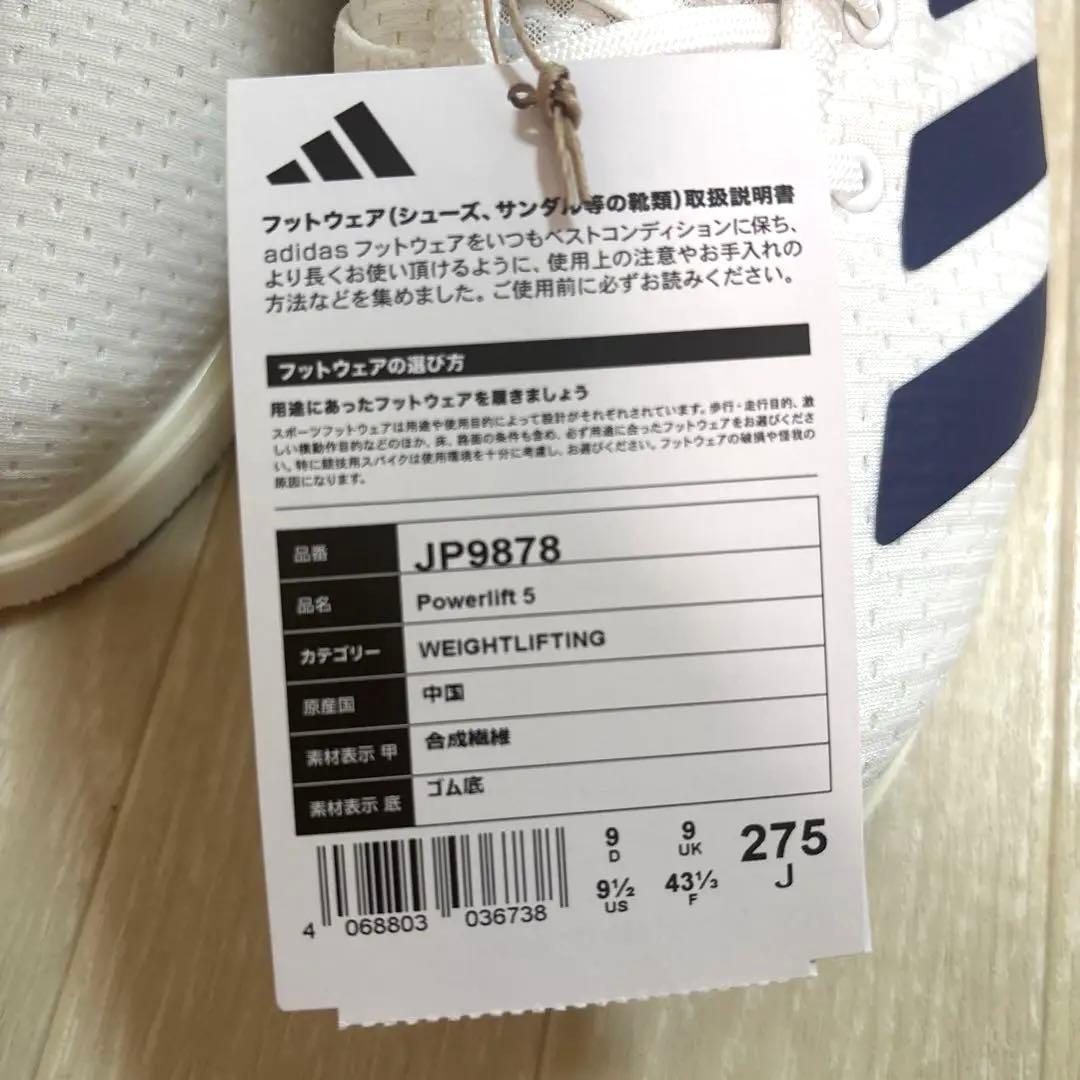 フットウェア(シューズ、サンダル等の靴類)取扱説明書
adidas フットウェアをいつもベストコンディションに保ち、
より長くお使い頂けるように、使用上の注意やお手入れの
方法などを集めました。ご使用前に必ずお読みください。
フットウェアの選び方
用途にあったフットウェアを履きましょう
スポーツフットウェアは用途や使用目的によって設計がそれぞれされています。歩行・走行目的、激
しい横動作目的などのほか、床、路面の条件も含め、必ず用途に合ったフットウェアをお選びくださ
い。特に競技用スパイクは使用環境を十分に考慮し、お選びください。フットウェアの破損や怪我の
原因になります。
品番 JP9878
品名 Powerlift 5
カテゴリー WEIGHTLIFTING
原産国 中国
素材表示 甲 合成繊維
素材表示 底 ゴム底
9 9 275
D UK J
9½ 43⅓
US F
4 068803 036738